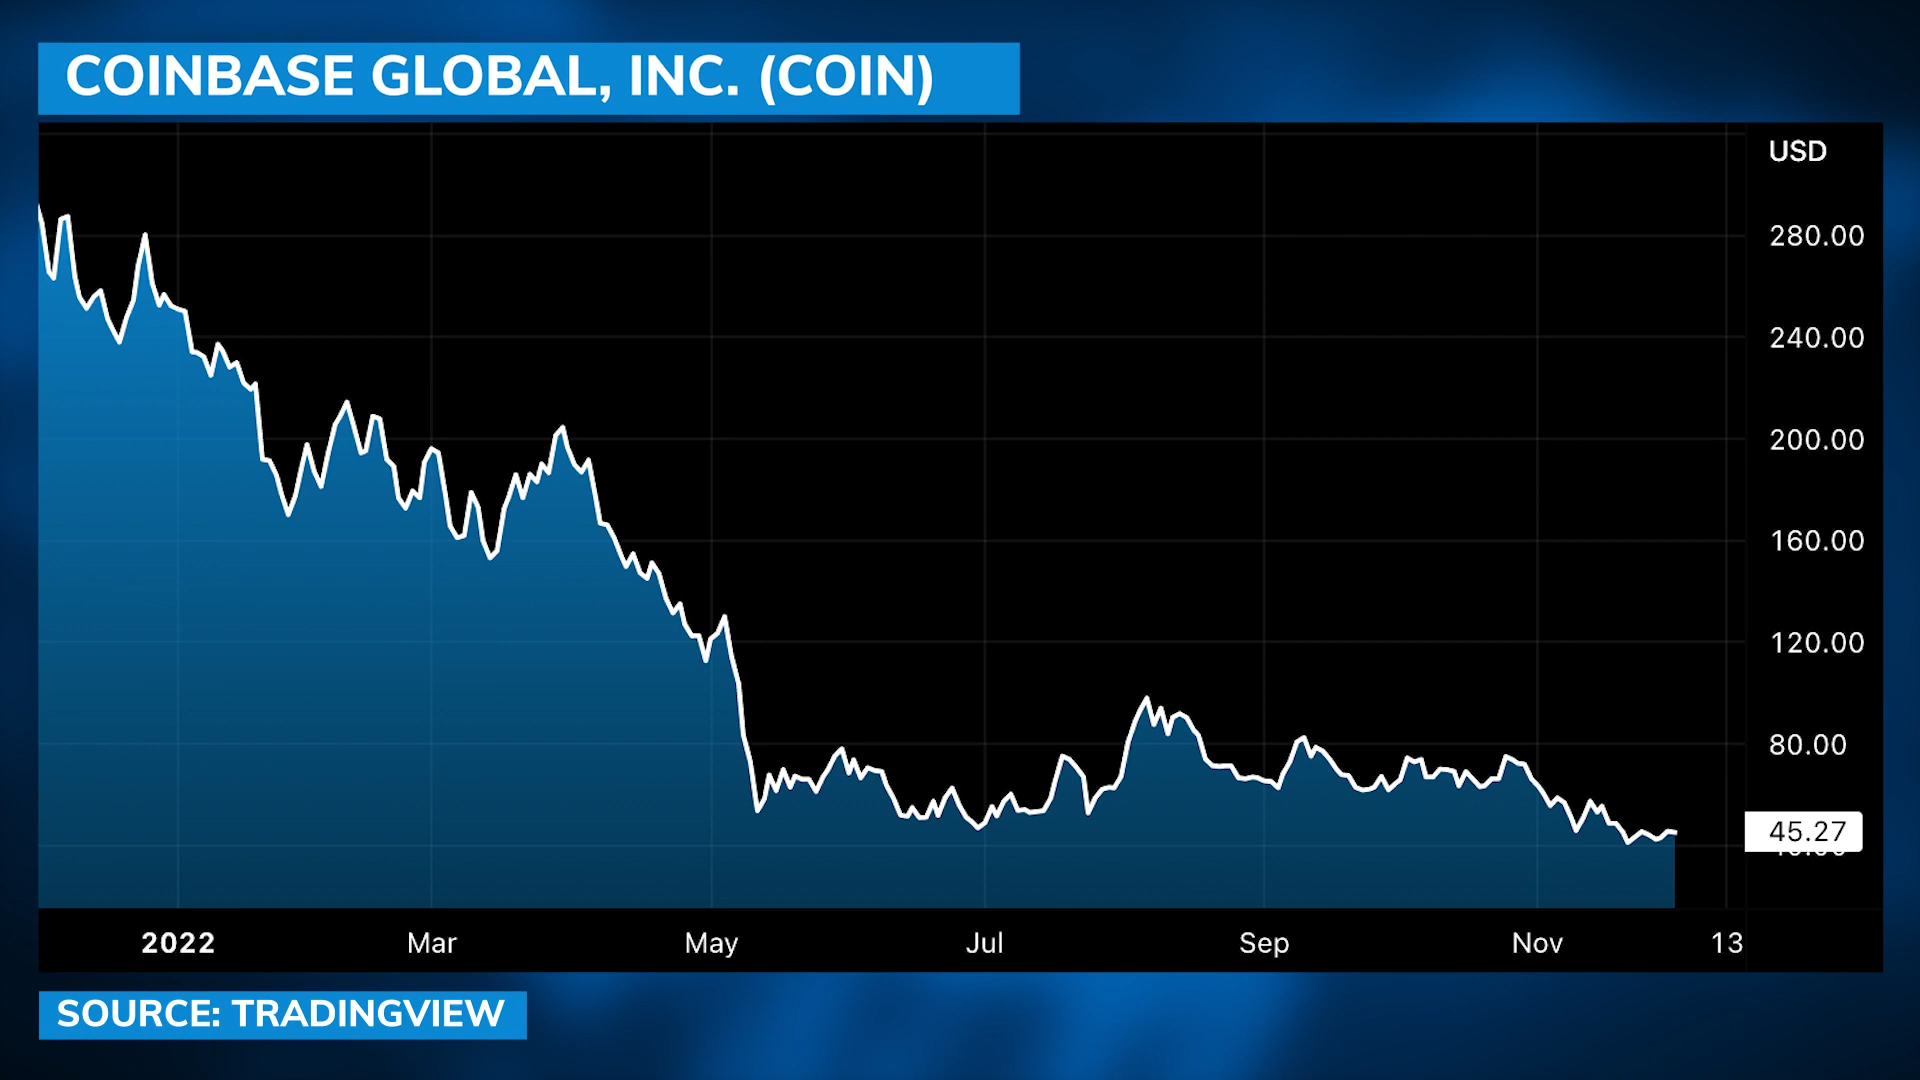 COINBASE GLOBAL, INC. (COIN)
USD
280.00
240.00
200.00
160.00
120.00
80.00
45.27
2022 Mar May Jul Sep Nov 13
SOURCE: TRADINGVIEW